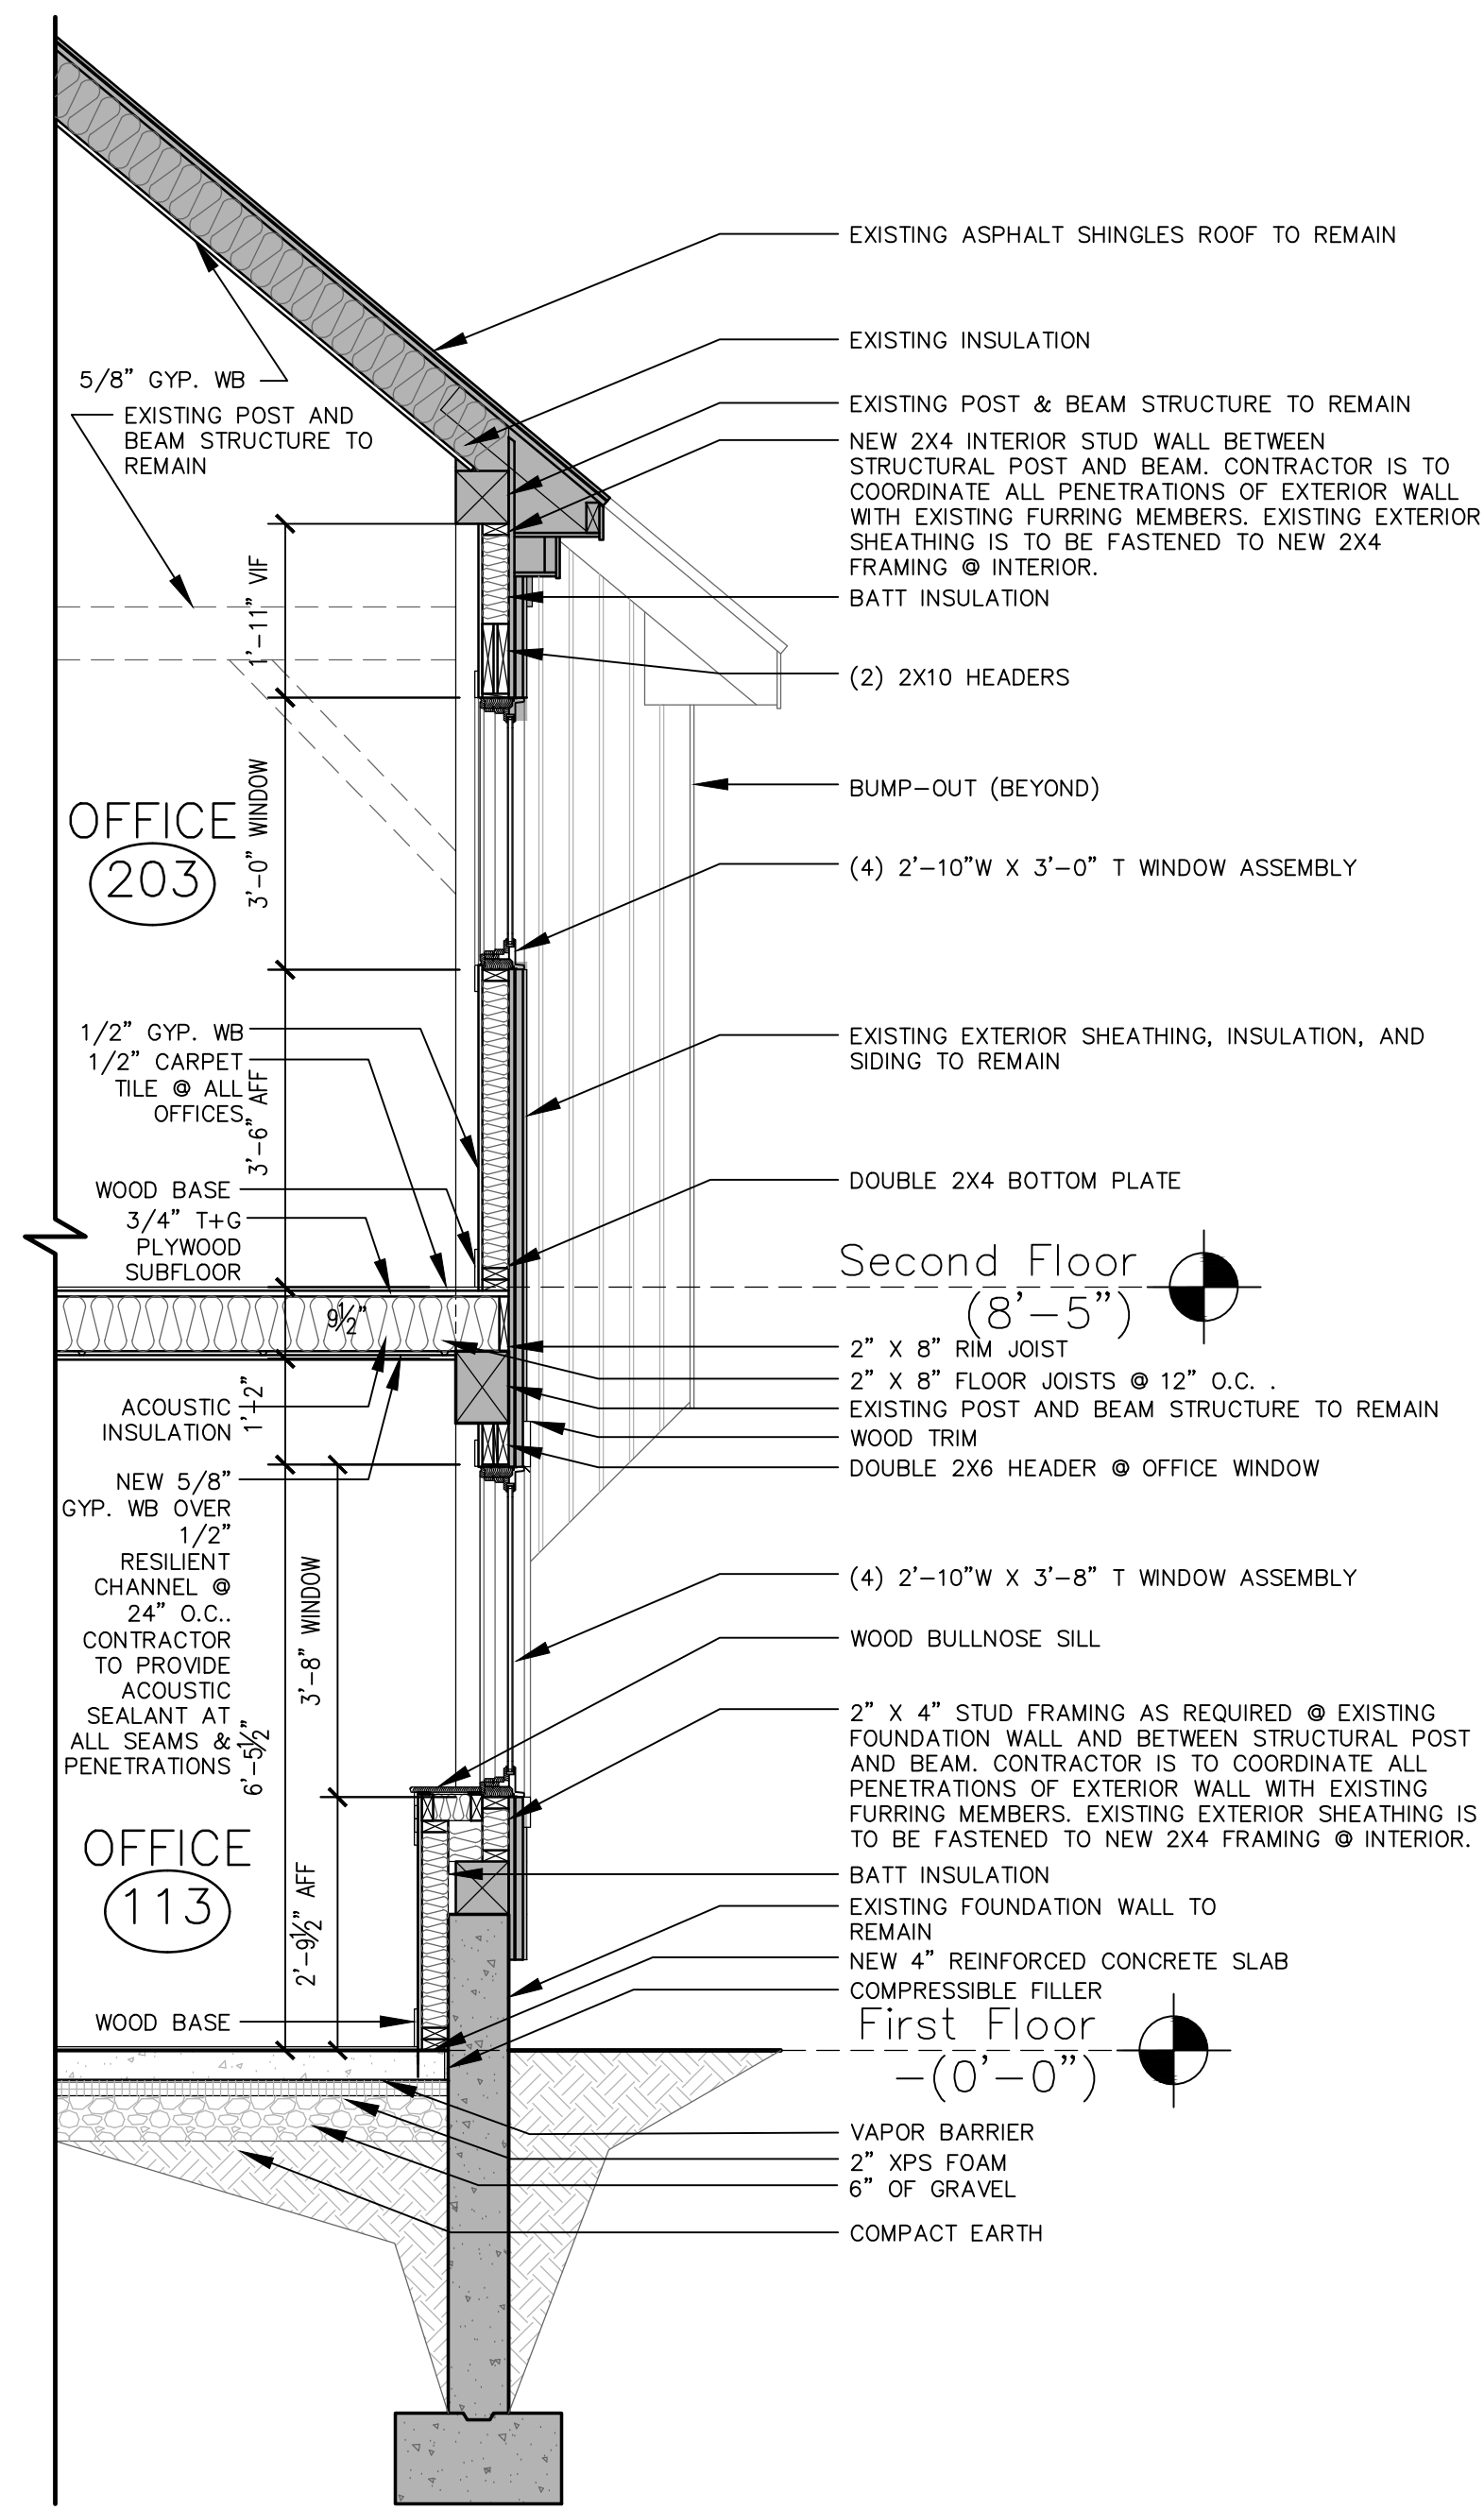 EXISTING ASPHALT SHINGLES ROOF TO REMAIN
EXISTING INSULATION
5/8" GYP. WB
EXISTING POST AND
BEAM STRUCTURE TO
REMAIN
EXISTING POST & BEAM STRUCTURE TO REMAIN
NEW 2X4 INTERIOR STUD WALL BETWEEN
STRUCTURAL POST AND BEAM. CONTRACTOR IS TO
COORDINATE ALL PENETRATIONS OF EXTERIOR WALL
WITH EXISTING FURRING MEMBERS. EXISTING EXTERIOR
SHEATHING IS TO BE FASTENED TO NEW 2X4
FRAMING @ INTERIOR.
BATT INSULATION
1'-11" VIF
(2) 2X10 HEADERS
BUMP-OUT (BEYOND)
OFFICE
203
3'-0" WINDOW
(4) 2'-10"W X 3'-0" T WINDOW ASSEMBLY
1/2" GYP. WB
1/2" CARPET
TILE @ ALL
OFFICES
3'-6" AFF
EXISTING EXTERIOR SHEATHING, INSULATION, AND
SIDING TO REMAIN
WOOD BASE
3/4" T+G
PLYWOOD
SUBFLOOR
DOUBLE 2X4 BOTTOM PLATE
Second Floor
(8'-5")
9½"
2" X 8" RIM JOIST
2" X 8" FLOOR JOISTS @ 12" O.C. .
EXISTING POST AND BEAM STRUCTURE TO REMAIN
WOOD TRIM
DOUBLE 2X6 HEADER @ OFFICE WINDOW
ACOUSTIC
INSULATION
1'-2"
NEW 5/8"
GYP. WB OVER
1/2"
RESILIENT
CHANNEL @
24" O.C..
CONTRACTOR
TO PROVIDE
ACOUSTIC
SEALANT AT
ALL SEAMS &
PENETRATIONS
6'-5½"
3'-8" WINDOW
(4) 2'-10"W X 3'-8" T WINDOW ASSEMBLY
WOOD BULLNOSE SILL
2" X 4" STUD FRAMING AS REQUIRED @ EXISTING
FOUNDATION WALL AND BETWEEN STRUCTURAL POST
AND BEAM. CONTRACTOR IS TO COORDINATE ALL
PENETRATIONS OF EXTERIOR WALL WITH EXISTING
FURRING MEMBERS. EXISTING EXTERIOR SHEATHING IS
TO BE FASTENED TO NEW 2X4 FRAMING @ INTERIOR.
OFFICE
113
2'-9½" AFF
BATT INSULATION
EXISTING FOUNDATION WALL TO
REMAIN
NEW 4" REINFORCED CONCRETE SLAB
COMPRESSIBLE FILLER
WOOD BASE
First Floor
-(0'-0")
VAPOR BARRIER
2" XPS FOAM
6" OF GRAVEL
COMPACT EARTH